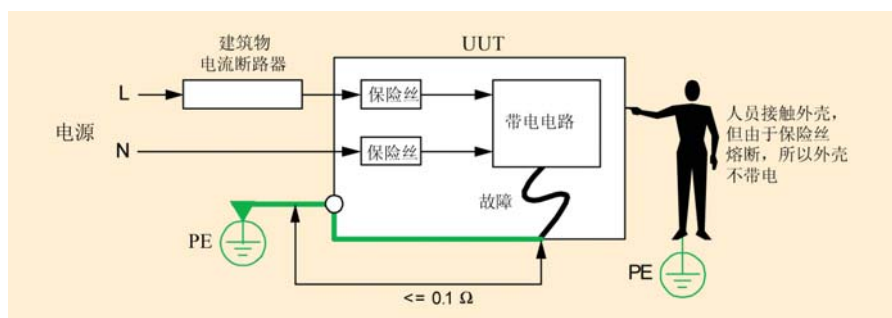 建筑物
电流断路器
UUT
L
保险丝
带电电路
电源
N
保险丝
故障
PE
<= 0.1 Ω
人员接触外壳，
但由于保险丝
熔断，所以外壳
不带电
PE